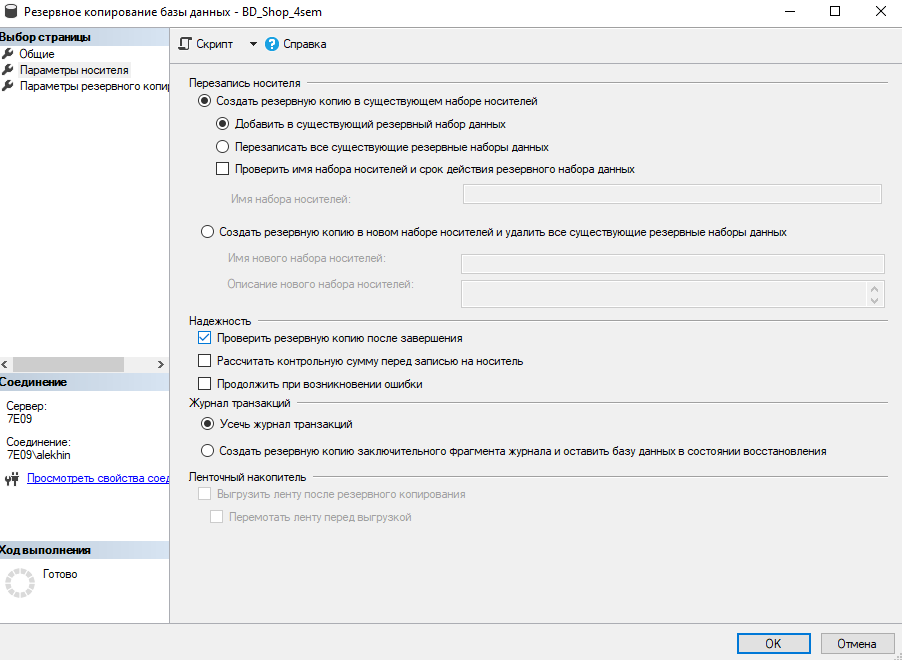 Резервное копирование базы данных - BD_Shop_4sem
Выбор страницы
Общие
Параметры носителя
Параметры резервного копи
Скрипт
Справка
Перезапись носителя
Создать резервную копию в существующем наборе носителей
Добавить в существующий резервный набор данных
Перезаписать все существующие резервные наборы данных
Проверить имя набора носителей и срок действия резервного набора данных
Имя набора носителей:
Создать резервную копию в новом наборе носителей и удалить все существующие резервные наборы данных
Имя нового набора носителей:
Описание нового набора носителей:
Надежность
Проверить резервную копию после завершения
Рассчитать контрольную сумму перед записью на носитель
Продолжить при возникновении ошибки
Журнал транзакций
Усечь журнал транзакций
Создать резервную копию заключительного фрагмента журнала и оставить базу данных в состоянии восстановления
Ленточный накопитель
Выгрузить ленту после резервного копирования
Перемотать ленту перед выгрузкой
Соединение
Сервер:
7E09
Соединение:
7E09\alekhin
Просмотреть свойства соед
Ход выполнения
Готово
OK
Отмена